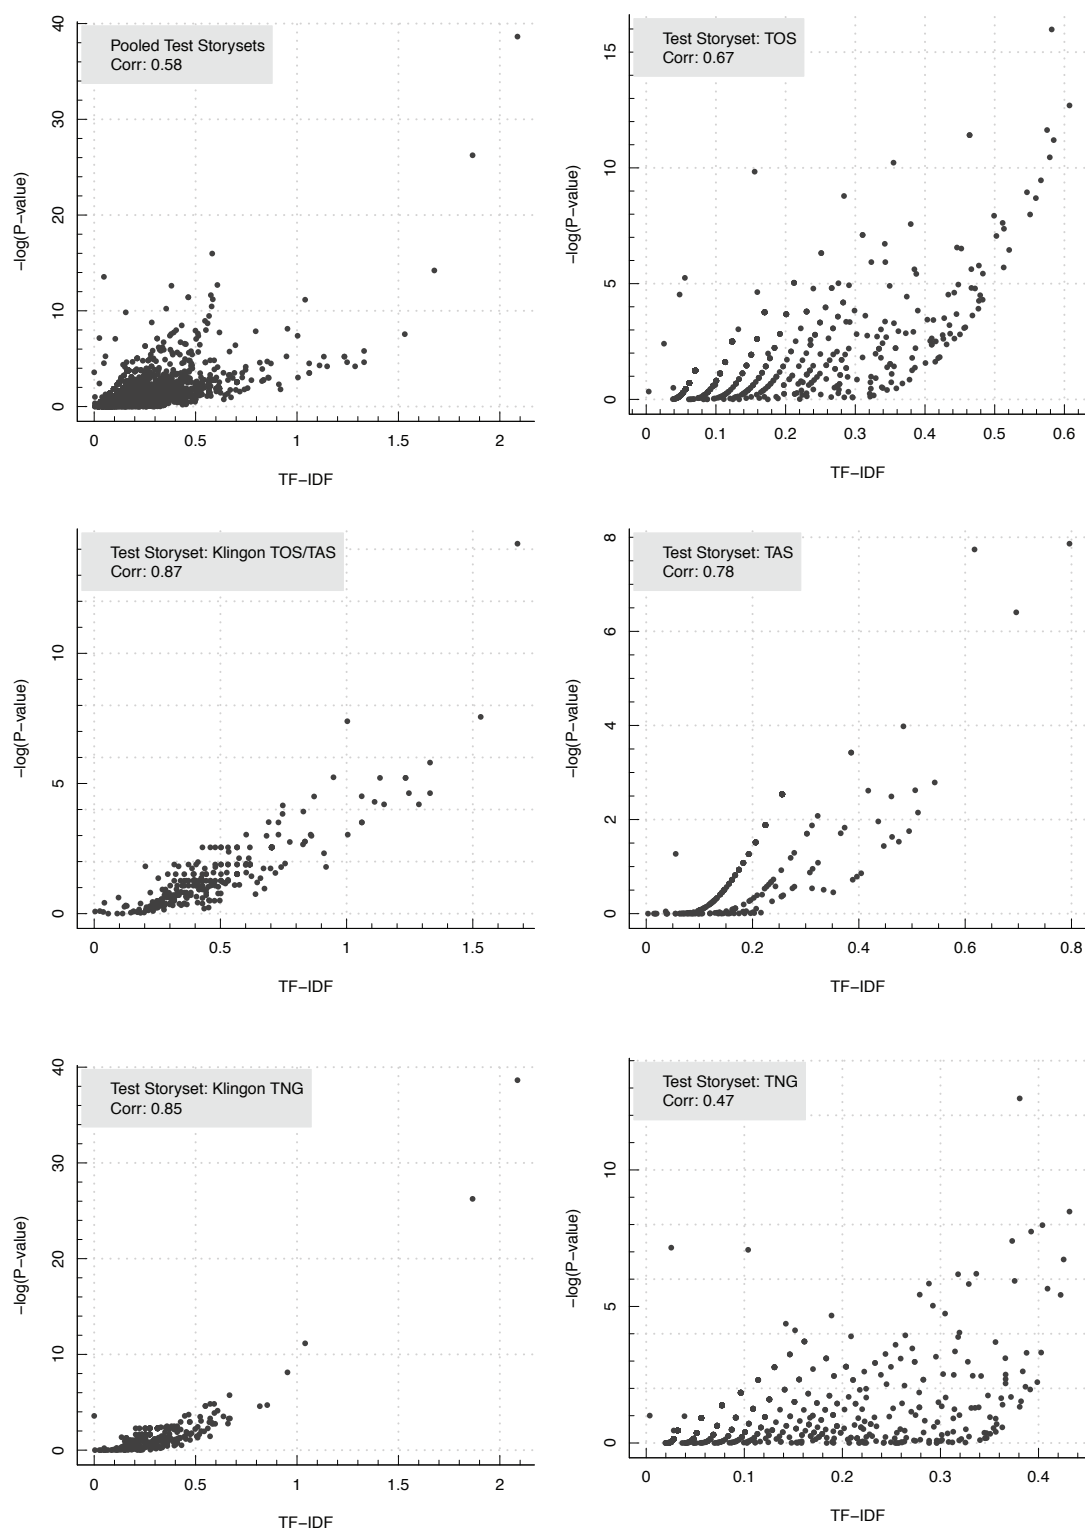 Pooled Test Storysets
Corr: 0.58
40
30
20
10
0
−log(P−value)
0 0.5 1 1.5 2
TF−IDF
Test Storyset: TOS
Corr: 0.67
15
10
5
0
−log(P−value)
0 0.1 0.2 0.3 0.4 0.5 0.6
TF−IDF
Test Storyset: Klingon TOS/TAS
Corr: 0.87
10
5
0
−log(P−value)
0 0.5 1 1.5
TF−IDF
Test Storyset: TAS
Corr: 0.78
8
6
4
2
0
−log(P−value)
0 0.2 0.4 0.6 0.8
TF−IDF
Test Storyset: Klingon TNG
Corr: 0.85
40
30
20
10
0
−log(P−value)
0 0.5 1 1.5 2
TF−IDF
Test Storyset: TNG
Corr: 0.47
10
5
0
−log(P−value)
0 0.1 0.2 0.3 0.4
TF−IDF